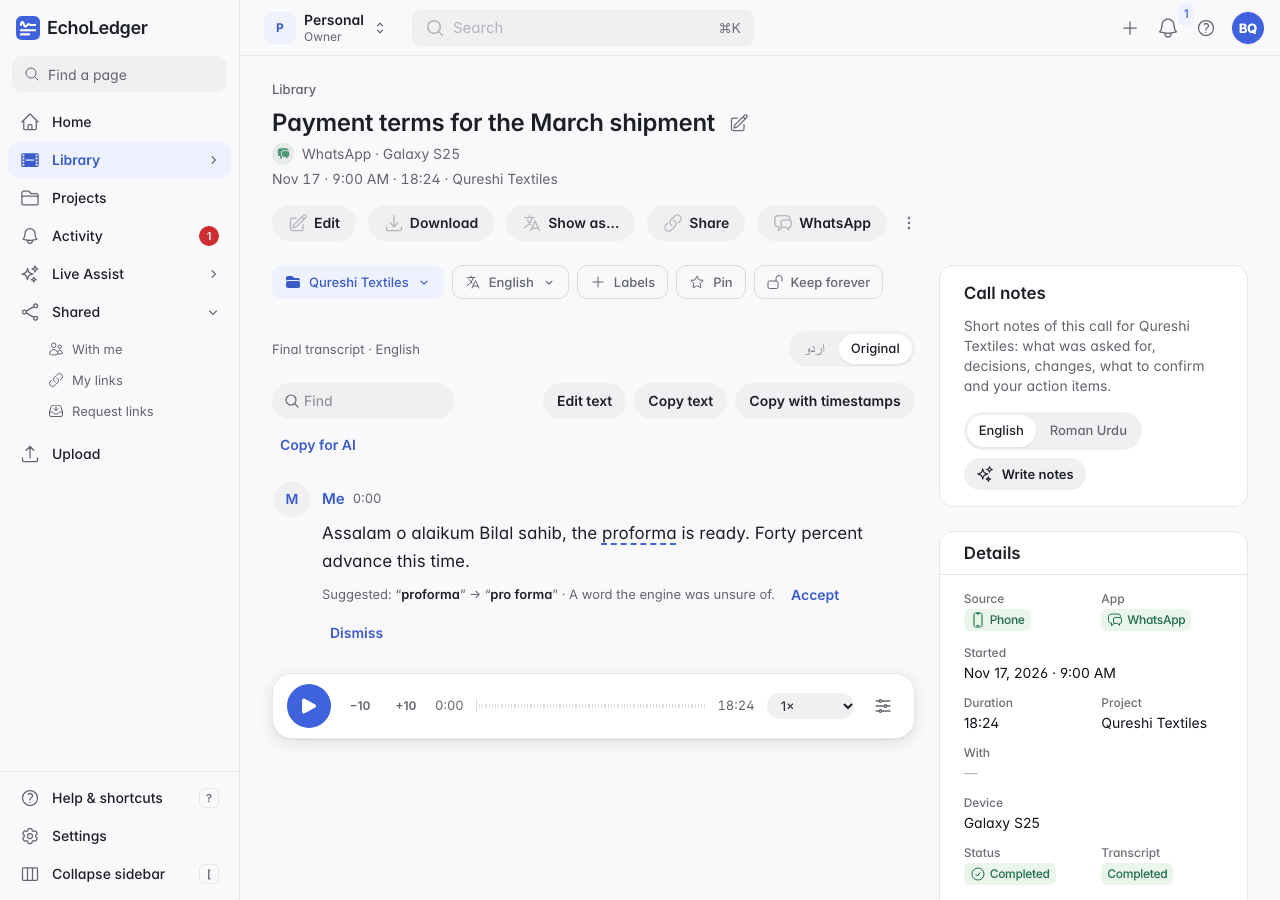 EchoLedger
Find a page
Home
Library
Projects
Activity 1
Live Assist
Shared
With me
My links
Request links
Upload
Help & shortcuts ?
Settings
Collapse sidebar [
P Personal
Owner
Search ⌘K
1
BQ
Library
Payment terms for the March shipment
WhatsApp · Galaxy S25
Nov 17 · 9:00 AM · 18:24 · Qureshi Textiles
Edit Download Show as... Share WhatsApp
Qureshi Textiles English Labels Pin Keep forever
Final transcript · English
اردو Original
Find Edit text Copy text Copy with timestamps
Copy for AI
M Me 0:00
Assalam o alaikum Bilal sahib, the proforma is ready. Forty percent
advance this time.
Suggested: “proforma” → “pro forma” · A word the engine was unsure of. Accept
Dismiss
−10 +10 0:00 18:24 1×
Call notes
Short notes of this call for Qureshi
Textiles: what was asked for,
decisions, changes, what to confirm
and your action items.
English Roman Urdu
Write notes
Details
Source App
Phone WhatsApp
Started
Nov 17, 2026 · 9:00 AM
Duration Project
18:24 Qureshi Textiles
With
—
Device
Galaxy S25
Status Transcript
Completed Completed